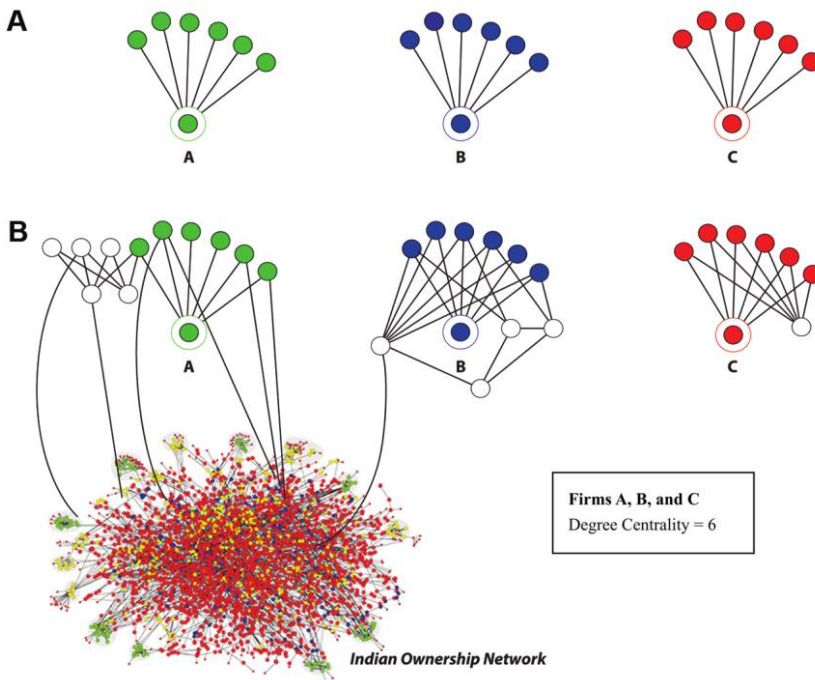 A
A
B
C
B
A
B
C
Firms A, B, and C
Degree Centrality = 6
Indian Ownership Network